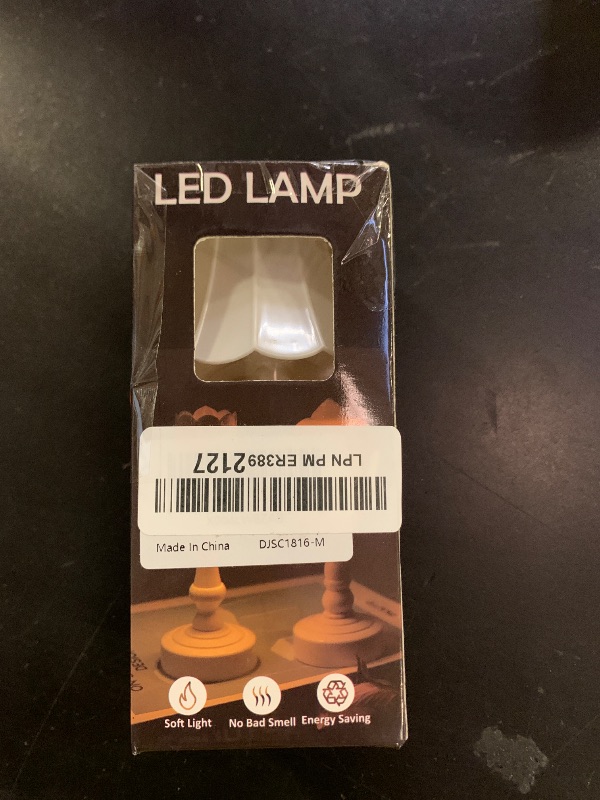 LED LAMP
LPN PM ER3892127
Made In China DJSC1816-M
Soft Light No Bad Smell Energy Saving